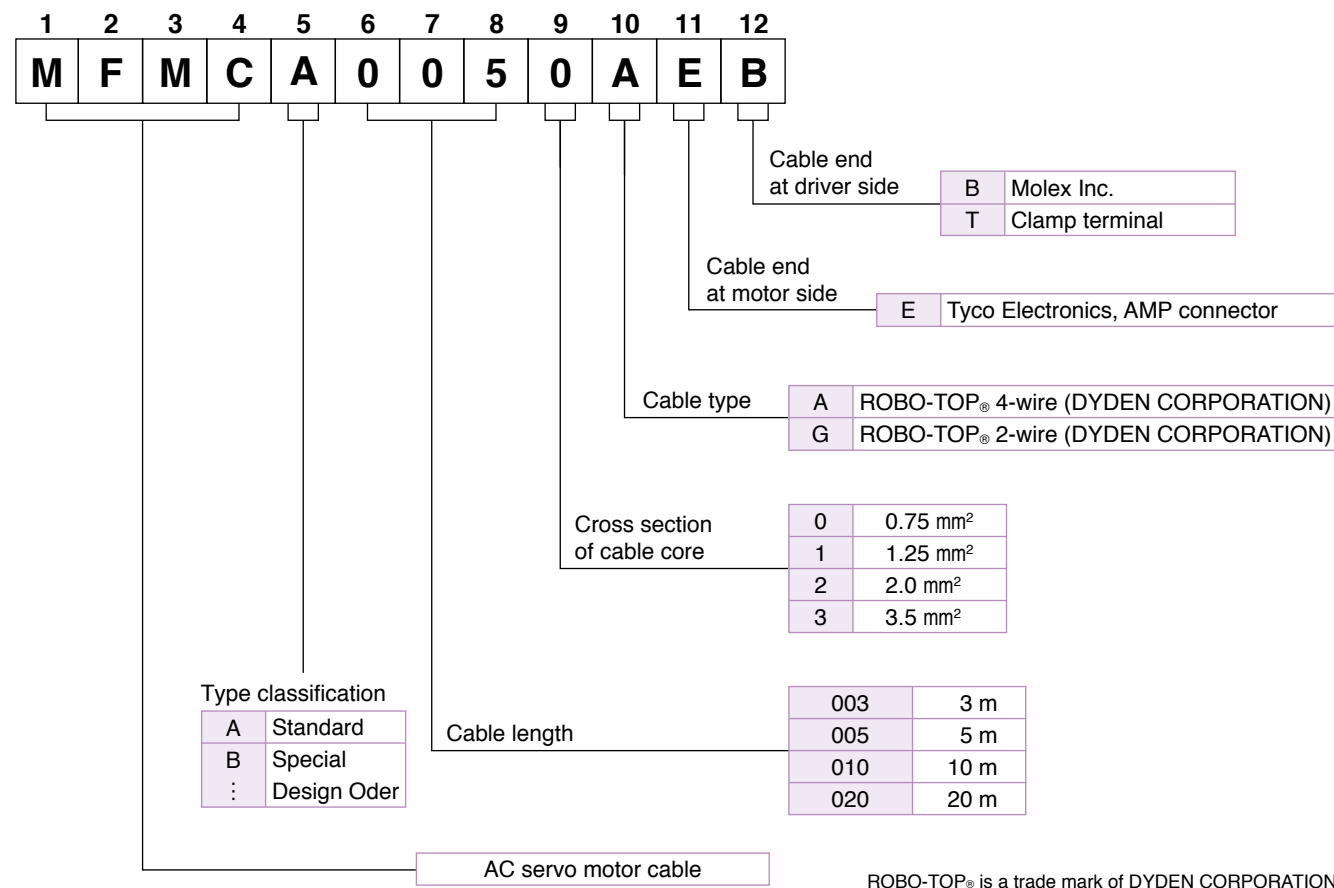 1 2 3 4 5 6 7 8 9 10 11 12
M F M C A 0 0 5 0 A E B
Cable end
at driver side
B Molex Inc.
T Clamp terminal
Cable end
at motor side
E Tyco Electronics, AMP connector
Cable type
A ROBO-TOP® 4-wire (DYDEN CORPORATION)
G ROBO-TOP® 2-wire (DYDEN CORPORATION)
Cross section
of cable core
0 0.75 mm²
1 1.25 mm²
2 2.0 mm²
3 3.5 mm²
Type classification
A Standard
B Special
⋮ Design Oder
Cable length
003 3 m
005 5 m
010 10 m
020 20 m
AC servo motor cable
ROBO-TOP® is a trade mark of DYDEN CORPORATION